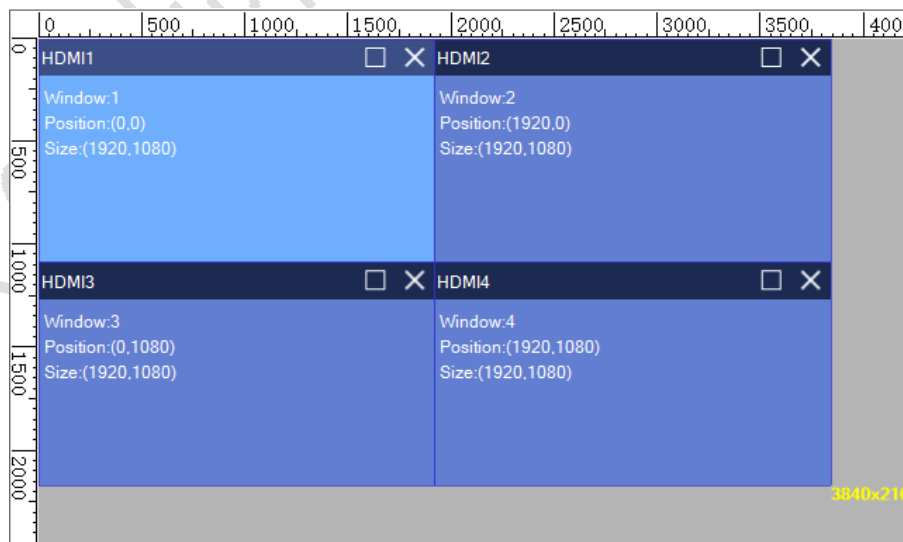 0 500 1000 1500 2000 2500 3000 3500 400
0
500
1000
1500
2000
HDMI1
Window:1
Position:(0,0)
Size:(1920,1080)
HDMI2
Window:2
Position:(1920,0)
Size:(1920,1080)
HDMI3
Window:3
Position:(0,1080)
Size:(1920,1080)
HDMI4
Window:4
Position:(1920,1080)
Size:(1920,1080)
3840x216